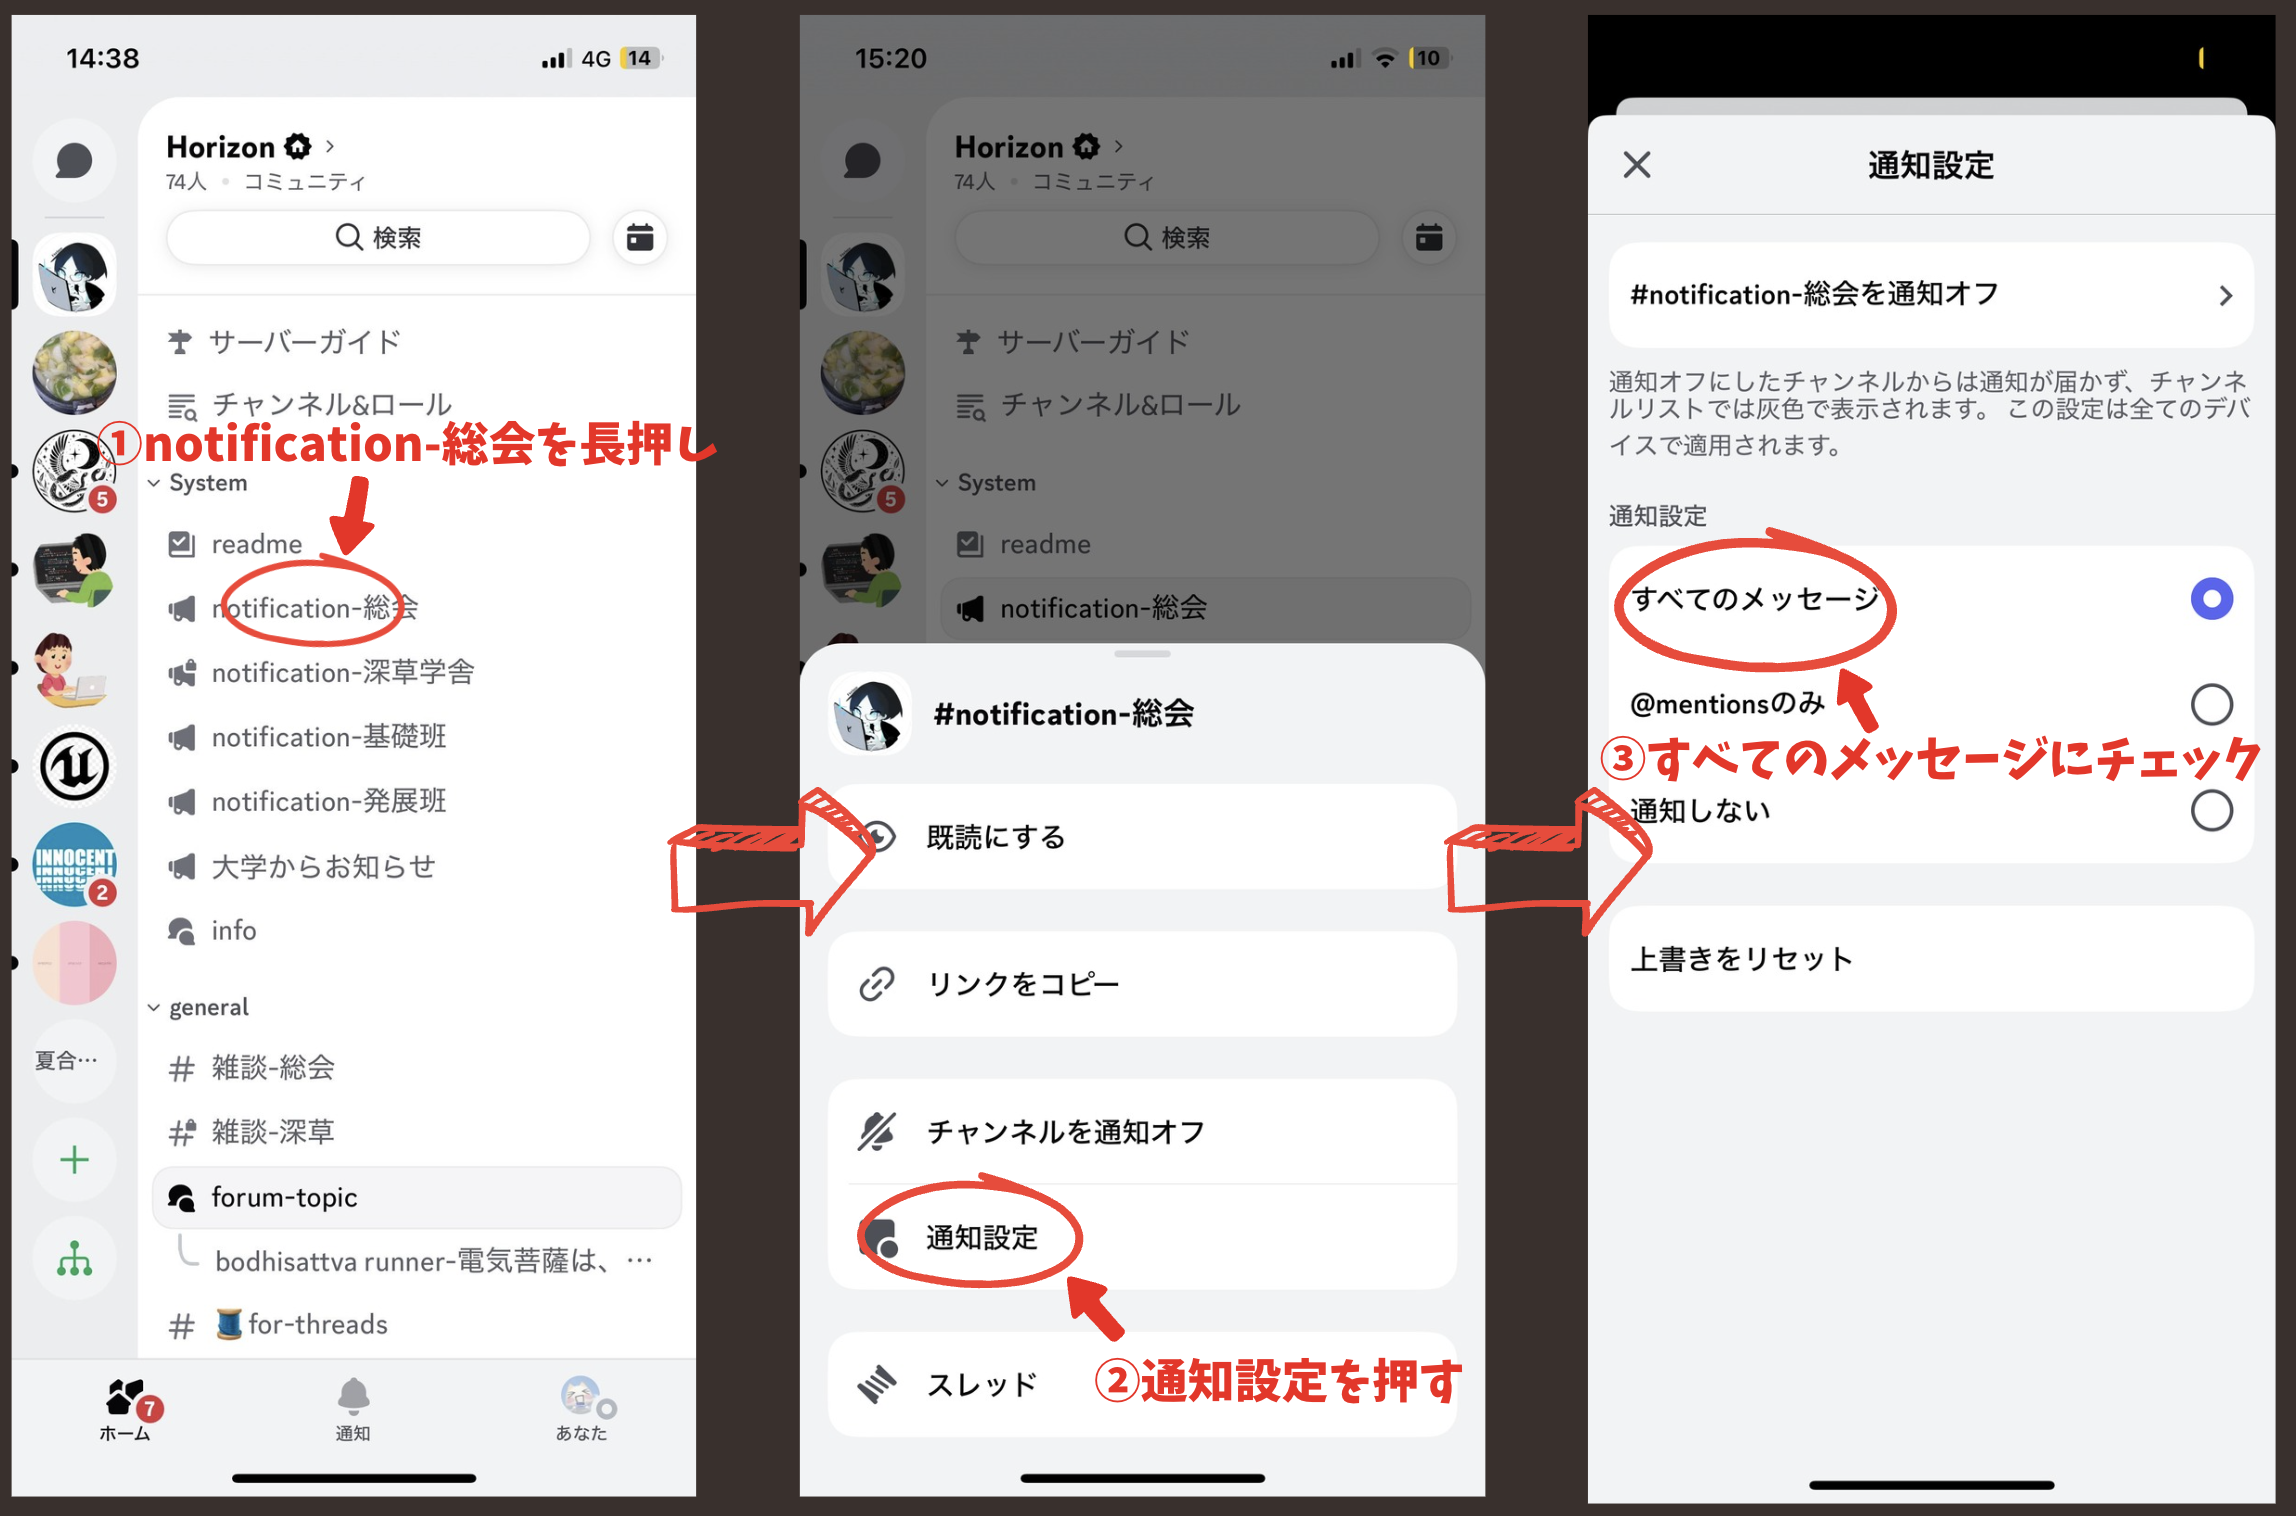 14:38
4G 14
Horizon
74人 • コミュニティ
検索
サーバーガイド
チャンネル&ロール
①notification-総会を長押し
5
System
readme
notification-総会
notification-深草学舎
notification-基礎班
notification-発展班
大学からお知らせ
INNOCENT
2
info
general
夏合…
雑談-総会
雑談-深草
forum-topic
bodhisattva runner-電気菩薩は、…
for-threads
7
ホーム
通知
あなた
15:20
10
Horizon
74人 • コミュニティ
検索
サーバーガイド
チャンネル&ロール
5
System
readme
notification-総会
#notification-総会
既読にする
リンクをコピー
チャンネルを通知オフ
通知設定
②通知設定を押す
スレッド
通知設定
#notification-総会を通知オフ
通知オフにしたチャンネルからは通知が届かず、チャンネ
ルリストでは灰色で表示されます。 この設定は全てのデバ
イスで適用されます。
通知設定
すべてのメッセージ
@mentionsのみ
③すべてのメッセージにチェック
通知しない
上書きをリセット